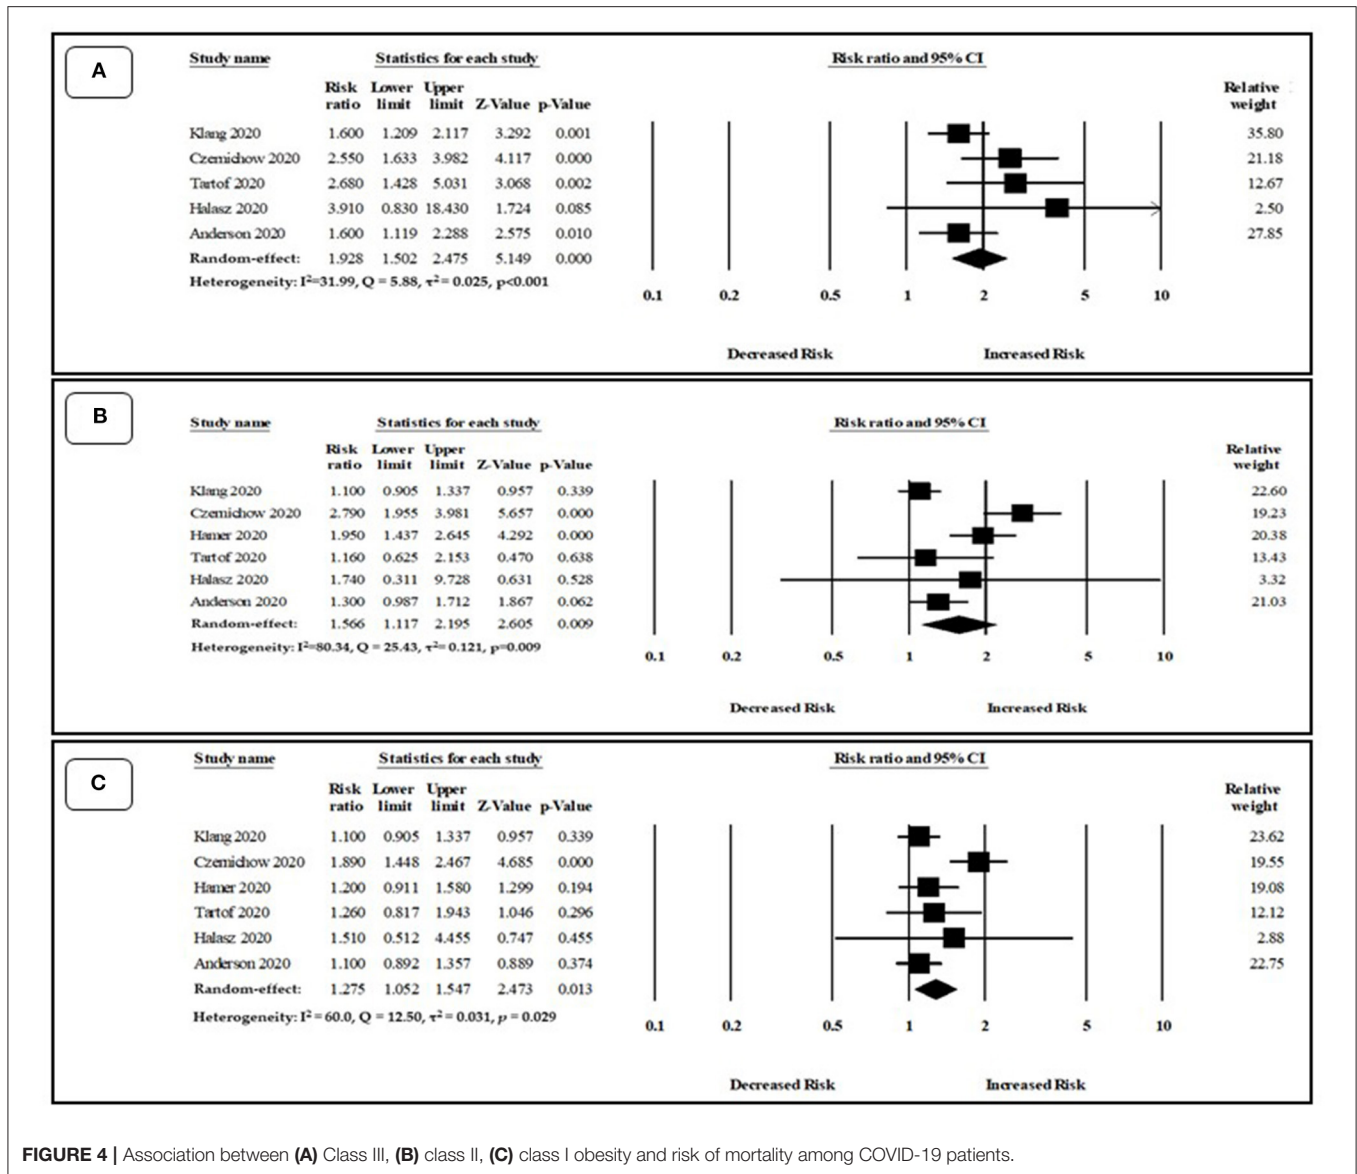 A
Study name Statistics for each study Risk ratio and 95% CI
Risk Lower Upper Relative
ratio limit limit Z-Value p-Value weight
Klang 2020 1.600 1.209 2.117 3.292 0.001 35.80
Czernichow 2020 2.550 1.633 3.982 4.117 0.000 21.18
Tartof 2020 2.680 1.428 5.031 3.068 0.002 12.67
Halasz 2020 3.910 0.830 18.430 1.724 0.085 2.50
Anderson 2020 1.600 1.119 2.288 2.575 0.010 27.85
Random-effect: 1.928 1.502 2.475 5.149 0.000
Heterogeneity: I²=31.99, Q = 5.88, τ² = 0.025, p<0.001
0.1 0.2 0.5 1 2 5 10
Decreased Risk Increased Risk
B
Study name Statistics for each study Risk ratio and 95% CI
Risk Lower Upper Relative
ratio limit limit Z-Value p-Value weight
Klang 2020 1.100 0.905 1.337 0.957 0.339 22.60
Czernichow 2020 2.790 1.955 3.981 5.657 0.000 19.23
Hamer 2020 1.950 1.437 2.645 4.292 0.000 20.38
Tartof 2020 1.160 0.625 2.153 0.470 0.638 13.43
Halasz 2020 1.740 0.311 9.728 0.631 0.528 3.32
Anderson 2020 1.300 0.987 1.712 1.867 0.062 21.03
Random-effect: 1.566 1.117 2.195 2.605 0.009
Heterogeneity: I²=80.34, Q = 25.43, τ²= 0.121, p=0.009
0.1 0.2 0.5 1 2 5 10
Decreased Risk Increased Risk
C
Study name Statistics for each study Risk ratio and 95% CI
Risk Lower Upper Relative
ratio limit limit Z-Value p-Value weight
Klang 2020 1.100 0.905 1.337 0.957 0.339 23.62
Czernichow 2020 1.890 1.448 2.467 4.685 0.000 19.55
Hamer 2020 1.200 0.911 1.580 1.299 0.194 19.08
Tartof 2020 1.260 0.817 1.943 1.046 0.296 12.12
Halasz 2020 1.510 0.512 4.455 0.747 0.455 2.88
Anderson 2020 1.100 0.892 1.357 0.889 0.374 22.75
Random-effect: 1.275 1.052 1.547 2.473 0.013
Heterogeneity: I² = 60.0, Q = 12.50, τ² = 0.031, p = 0.029
0.1 0.2 0.5 1 2 5 10
Decreased Risk Increased Risk
FIGURE 4 | Association between (A) Class III, (B) class II, (C) class I obesity and risk of mortality among COVID-19 patients.